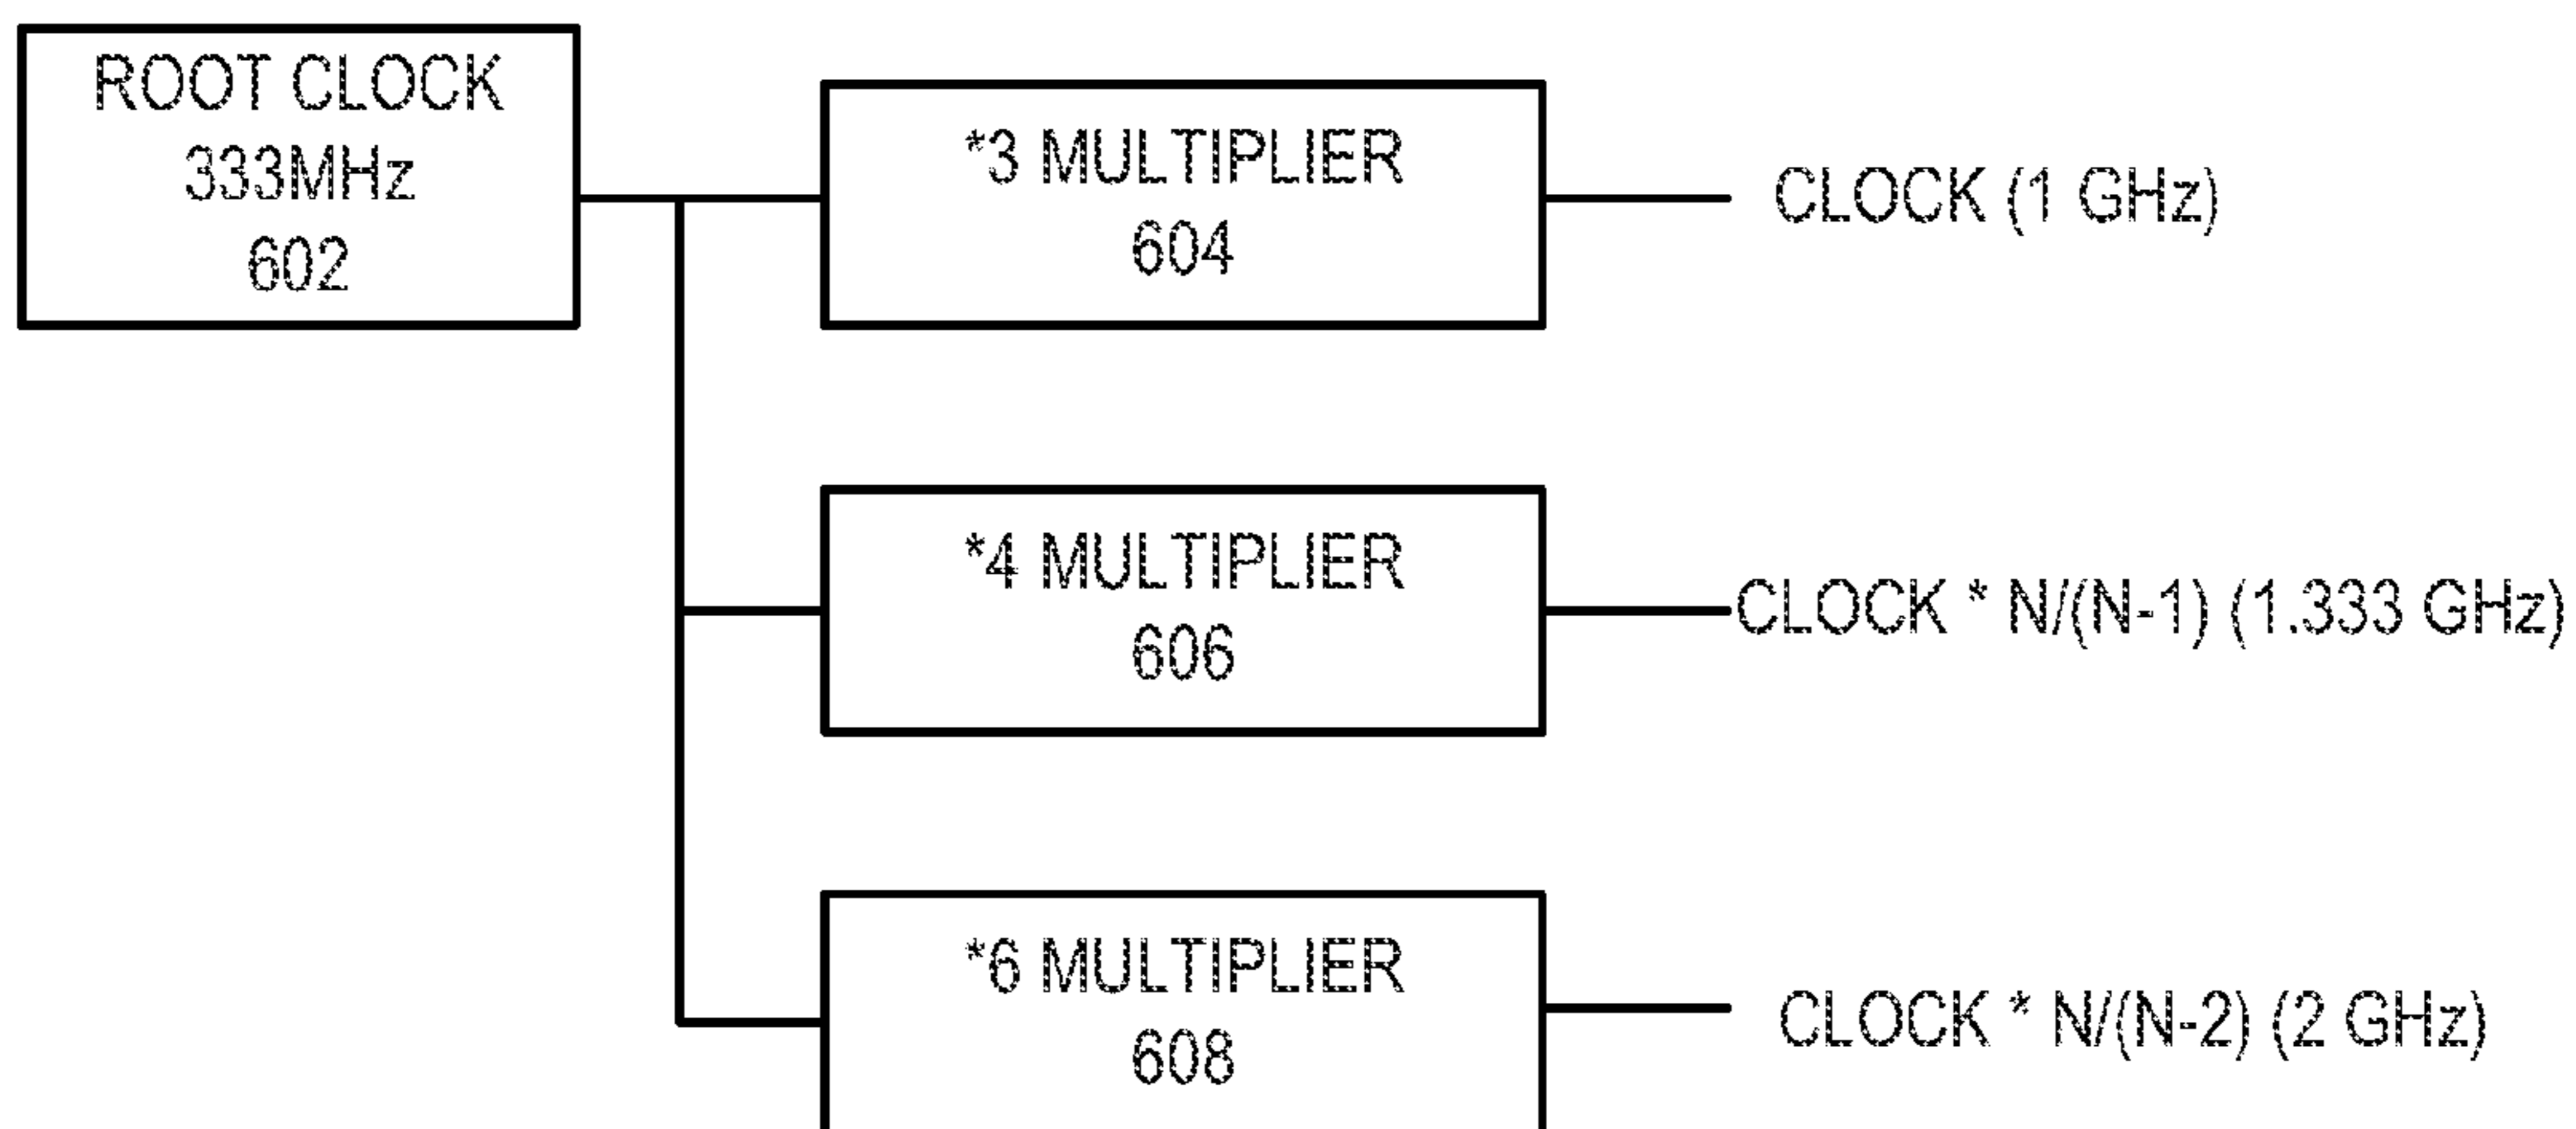 ROOT CLOCK
333MHz
602
*3 MULTIPLIER
604
CLOCK (1 GHz)
*4 MULTIPLIER
606
CLOCK * N/(N-1) (1.333 GHz)
*6 MULTIPLIER
608
CLOCK * N/(N-2) (2 GHz)